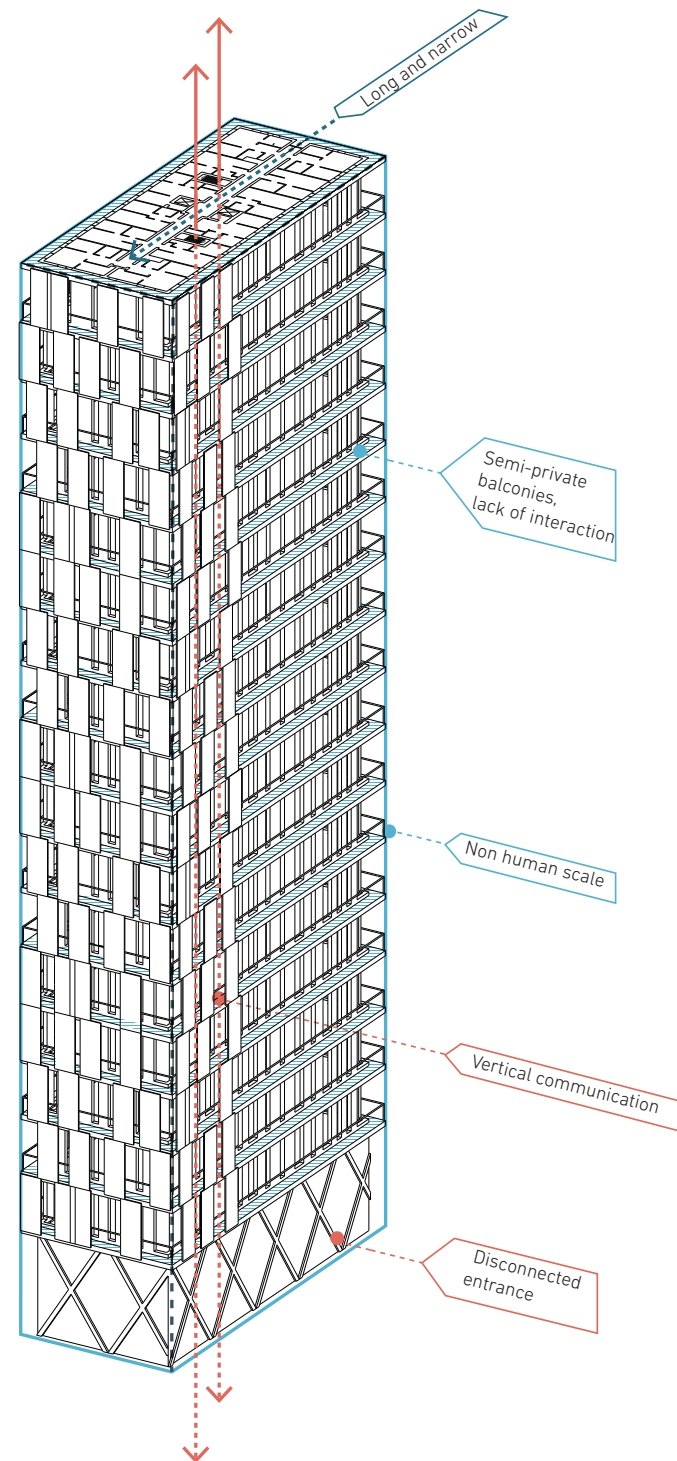 Long and narrow
Semi-private
balconies,
lack of interaction
Non human scale
Vertical communication
Disconnected
entrance